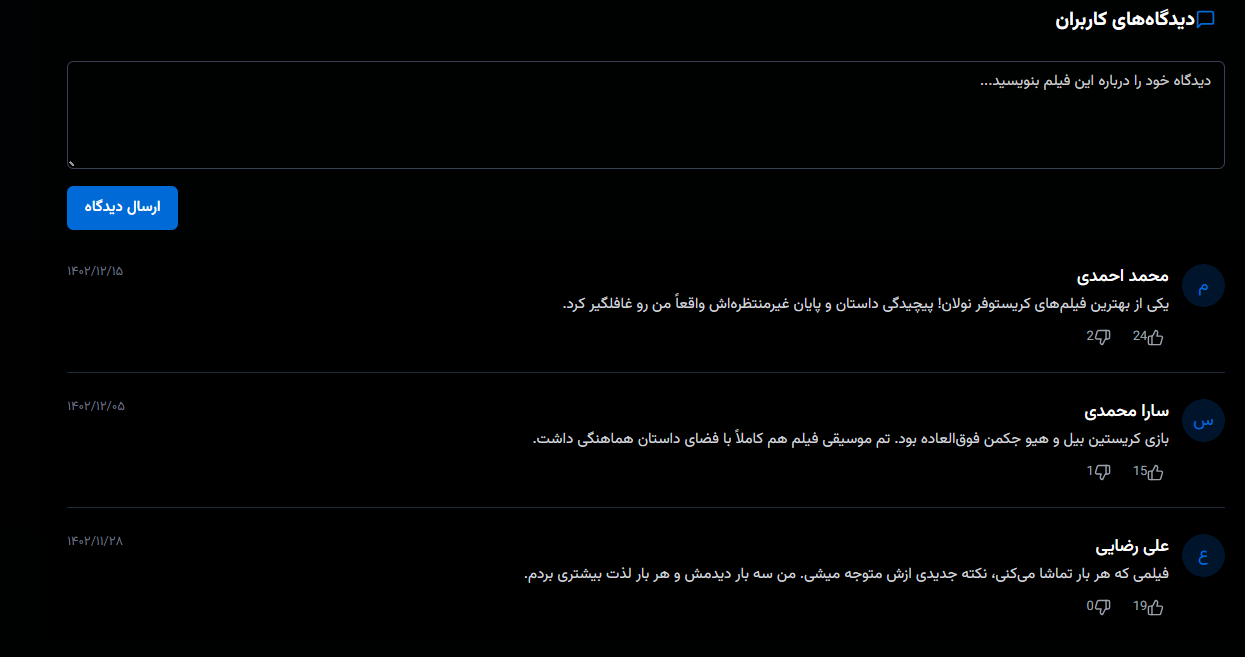 دیدگاه‌های کاربران
دیدگاه خود را درباره این فیلم بنویسید...
ارسال دیدگاه
م
محمد احمدی
۱۴۰۲/۱۲/۱۵
یکی از بهترین فیلم‌های کریستوفر نولان! پیچیدگی داستان و پایان غیرمنتظره‌اش واقعاً من رو غافلگیر کرد.
24 2
س
سارا محمدی
۱۴۰۲/۱۲/۰۵
بازی کریستین بیل و هیو جکمن فوق‌العاده بود. تم موسیقی فیلم هم کاملاً با فضای داستان هماهنگی داشت.
15 1
ع
علی رضایی
۱۴۰۲/۱۱/۲۸
فیلمی که هر بار تماشا می‌کنی، نکته جدیدی ازش متوجه میشی. من سه بار دیدمش و هر بار لذت بیشتری بردم.
19 0